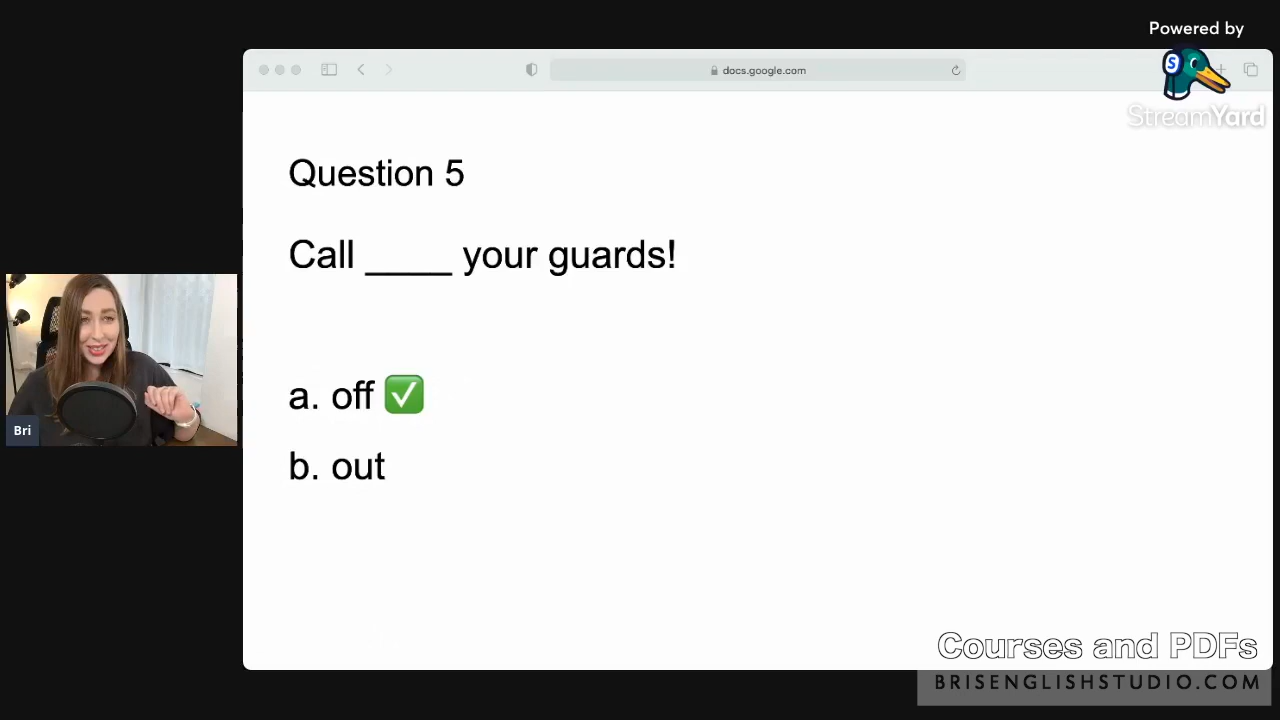 Powered by
docs.google.com
S
StreamYard
Question 5
Call ____ your guards!
a. off ✅
b. out
Bri
Courses and PDFs
BRISENGLISHSTUDIO.COM